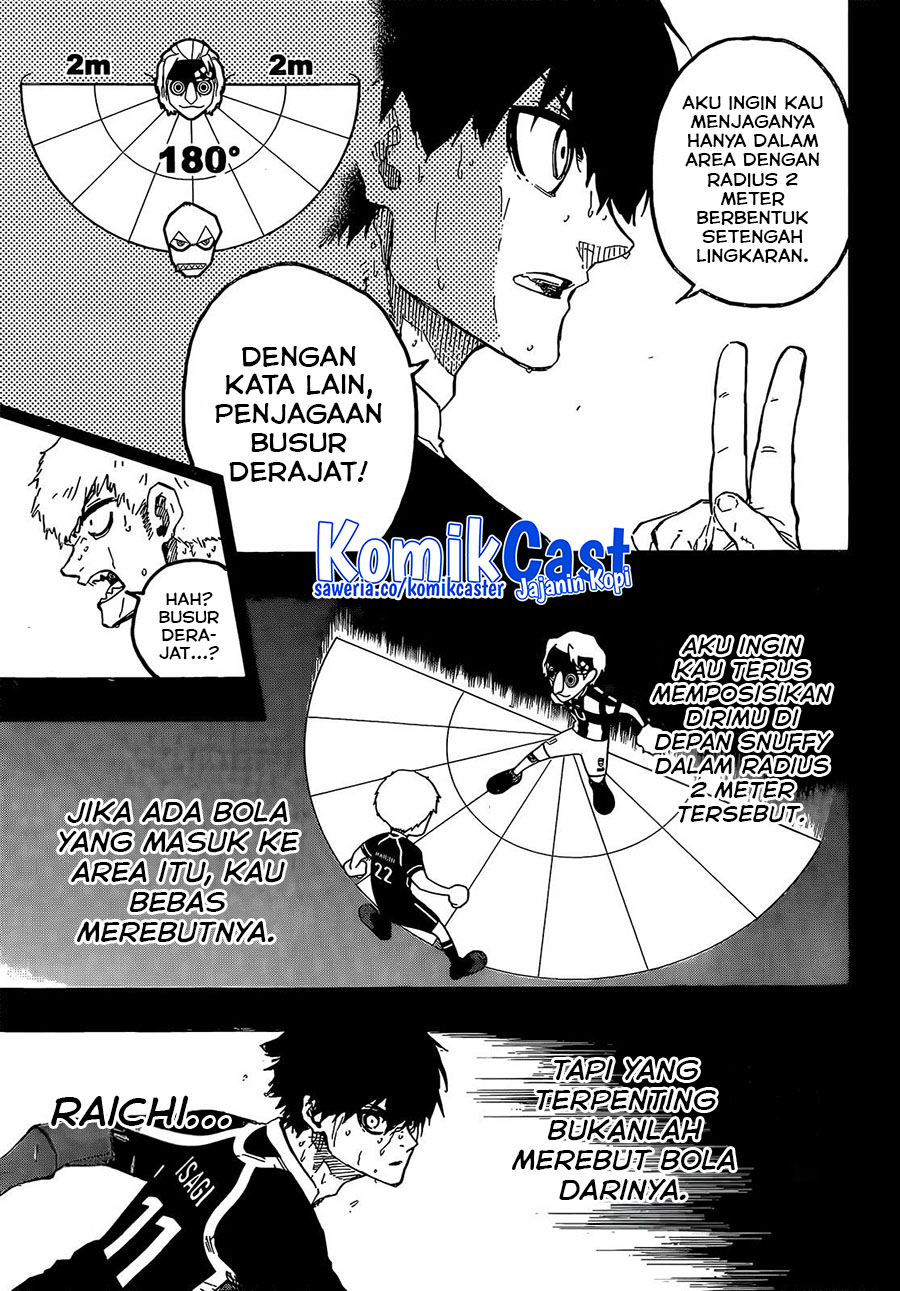 AKU INGIN KAU
MENJAGANYA
HANYA DALAM
AREA DENGAN
RADIUS 2
METER
BERBENTUK
SETENGAH
LINGKARAN.
2m
2m
180°
DENGAN
KATA LAIN,
PENJAGAAN
BUSUR
DERAJAT!
HAH?
BUSUR
DERA-
JAT...?
KomikCast
saweria.co/komikcaster Jajanin Kopi
AKU INGIN
KAU TERUS
MEMPOSISIKAN
DIRIMU DI
DEPAN SNUFFY
DALAM RADIUS
2 METER
TERSEBUT.
JIKA ADA BOLA
YANG MASUK KE
AREA ITU, KAU
BEBAS
MEREBUTNYA.
22
TAPI YANG
TERPENTING
BUKANLAH
MEREBUT BOLA
DARINYA.
RAICHI...
ISAGI
11